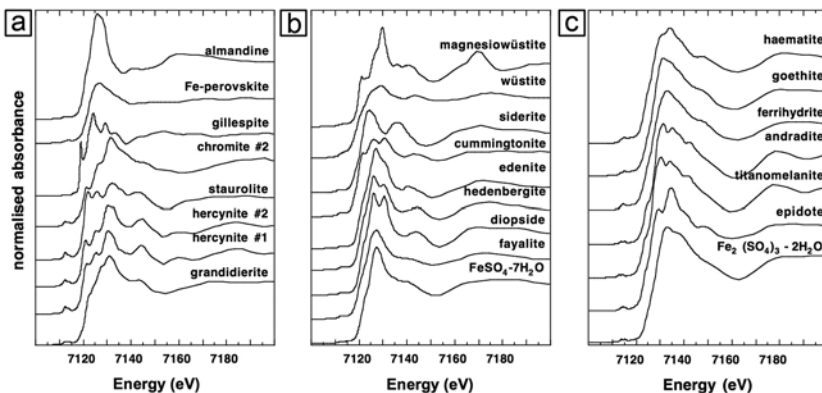 a
normalised absorbance
almandine
Fe-perovskite
gillespite
chromite #2
staurolite
hercynite #2
hercynite #1
grandidierite
7120 7140 7160 7180
Energy (eV)
b
magnesiowüstite
wüstite
siderite
cummingtonite
edenite
hedenbergite
diopside
fayalite
FeSO₄-7H₂O
7120 7140 7160 7180
Energy (eV)
c
haematite
goethite
ferrihydrite
andradite
titanomelanite
epidote
Fe₂ (SO₄)₃ - 2H₂O
7120 7140 7160 7180
Energy (eV)